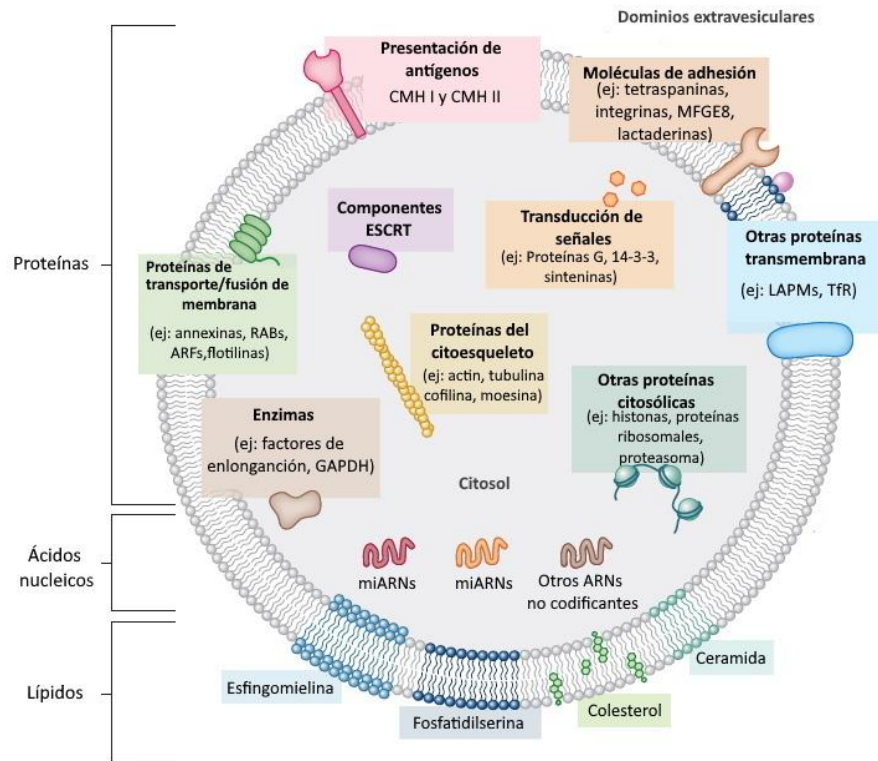 Dominios extravesiculares
Presentación de
antígenos
CMH I y CMH II
Moléculas de adhesión
(ej: tetraspaninas,
integrinas, MFGE8,
lactaderinas)
Componentes
ESCRT
Transducción de
señales
(ej: Proteínas G, 14-3-3,
sinteninas)
Otras proteínas
transmembrana
(ej: LAPMs, TfR)
Proteínas
Proteínas de
transporte/fusión de
membrana
(ej: annexinas, RABs,
ARFs,flotilinas)
Proteínas del
citoesqueleto
(ej: actin, tubulina
cofilina, moesina)
Otras proteínas
citosólicas
(ej: histonas, proteínas
ribosomales,
proteasoma)
Enzimas
(ej: factores de
enlonganción, GAPDH)
Citosol
Ácidos
nucleicos
miARNs
miARNs
Otros ARNs
no codificantes
Lípidos
Esfingomielina
Fosfatidilserina
Colesterol
Ceramida